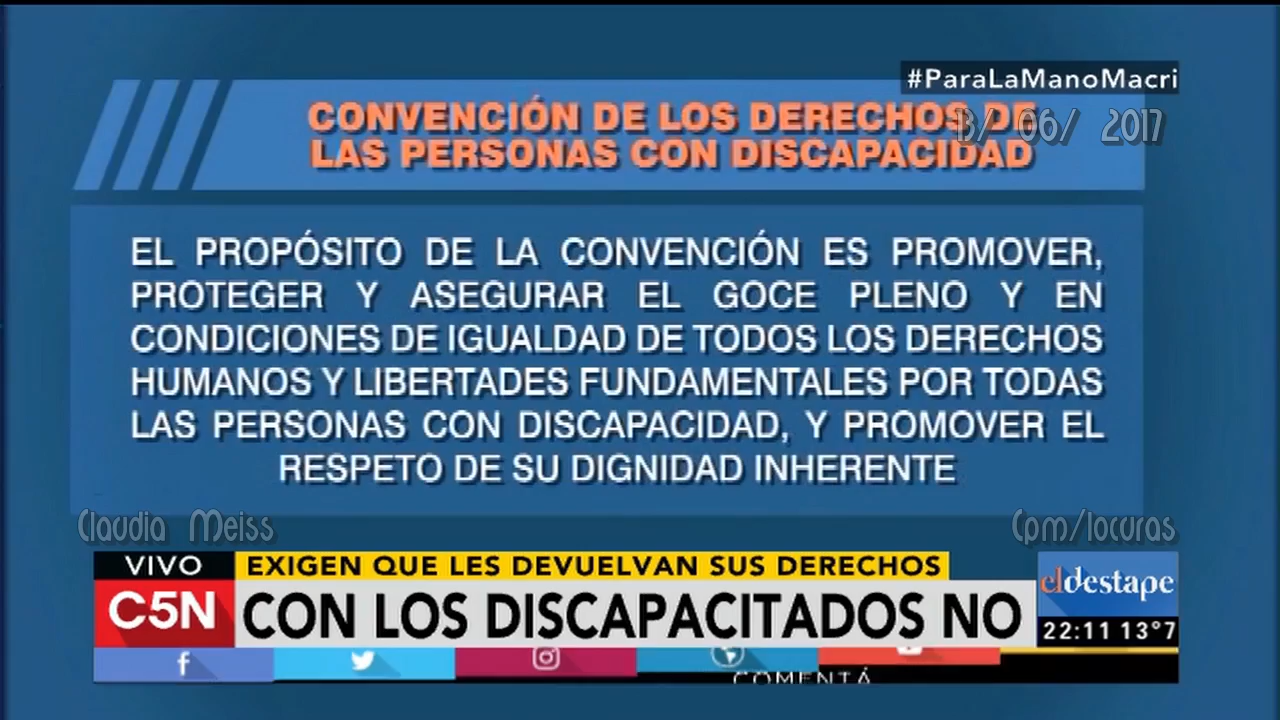 #ParaLaManoMacri
CONVENCIÓN DE LOS DERECHOS DE
LAS PERSONAS CON DISCAPACIDAD
13/ 06/ 2017
EL PROPÓSITO DE LA CONVENCIÓN ES PROMOVER,
PROTEGER Y ASEGURAR EL GOCE PLENO Y EN
CONDICIONES DE IGUALDAD DE TODOS LOS DERECHOS
HUMANOS Y LIBERTADES FUNDAMENTALES POR TODAS
LAS PERSONAS CON DISCAPACIDAD, Y PROMOVER EL
RESPETO DE SU DIGNIDAD INHERENTE
Claudia Meiss
Cpm/locuras
VIVO
EXIGEN QUE LES DEVUELVAN SUS DERECHOS
C5N
CON LOS DISCAPACITADOS NO
eldestape
22:11 13°7
COMENTÁ